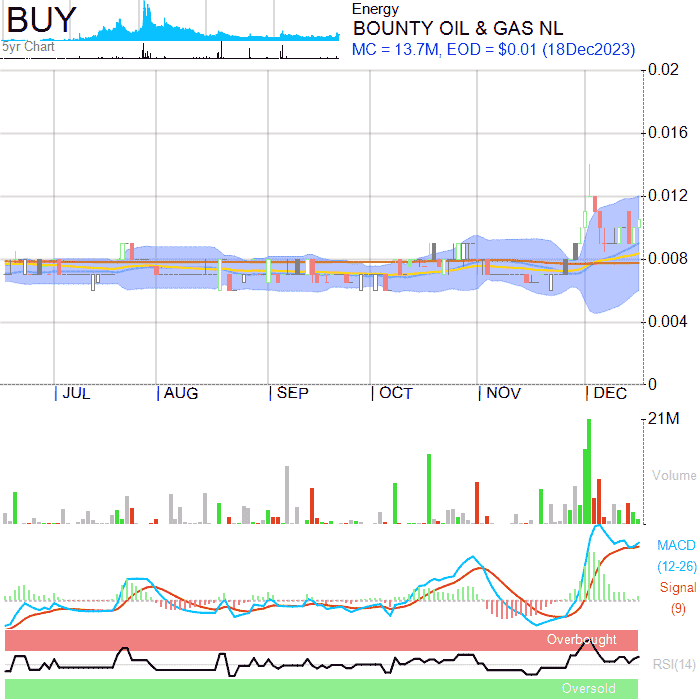 BUY
5yr Chart
Energy
BOUNTY OIL & GAS NL
MC = 13.7M, EOD = $0.01 (18Dec2023)
0.02
0.016
0.012
0.008
0.004
0
JUL AUG SEP OCT NOV DEC
21M
Volume
MACD
(12-26)
Signal
(9)
Overbought
RSI(14)
Oversold